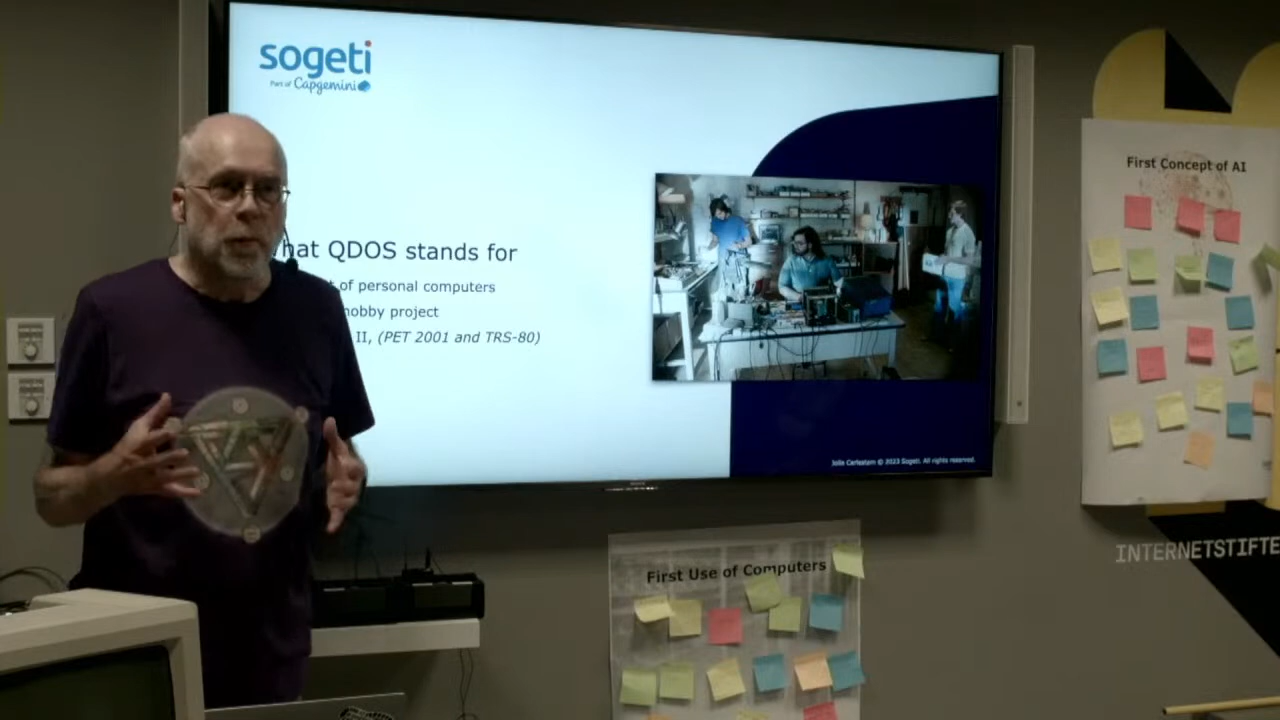 sogeti
Part of Capgemini
hat QDOS stands for
of personal computers
hobby project
II, (PET 2001 and TRS-80)
Jolle Carlestam © 2023 Sogeti. All rights reserved.
First Concept of AI
INTERNETSTIFTE
First Use of Computers